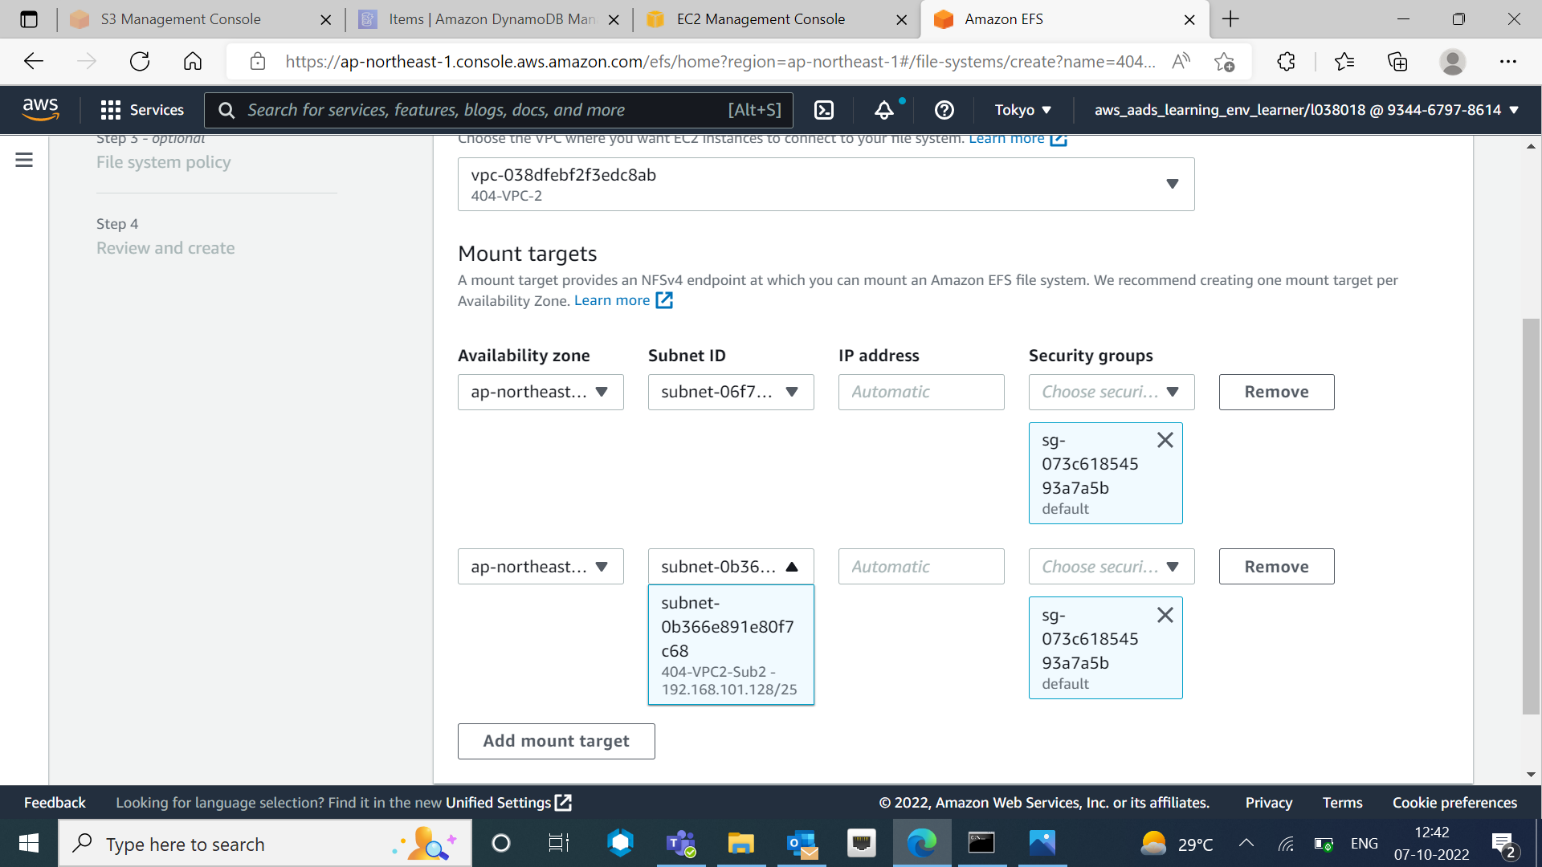 S3 Management Console
Items | Amazon DynamoDB Man
EC2 Management Console
Amazon EFS
https://ap-northeast-1.console.aws.amazon.com/efs/home?region=ap-northeast-1#/file-systems/create?name=404...
aws
Services
Search for services, features, blogs, docs, and more
[Alt+S]
Tokyo
aws_aads_learning_env_learner/l038018 @ 9344-6797-8614
Step 3 - optional
File system policy
Step 4
Review and create
Choose the VPC where you want EC2 instances to connect to your file system. Learn more
vpc-038dfebf2f3edc8ab
404-VPC-2
Mount targets
A mount target provides an NFSv4 endpoint at which you can mount an Amazon EFS file system. We recommend creating one mount target per
Availability Zone. Learn more
Availability zone
Subnet ID
IP address
Security groups
ap-northeast...
subnet-06f7...
Automatic
Choose securi...
Remove
sg-
073c618545
93a7a5b
default
ap-northeast...
subnet-0b36...
Automatic
Choose securi...
Remove
subnet-
0b366e891e80f7
c68
404-VPC2-Sub2 -
192.168.101.128/25
sg-
073c618545
93a7a5b
default
Add mount target
Feedback
Looking for language selection? Find it in the new Unified Settings
© 2022, Amazon Web Services, Inc. or its affiliates.
Privacy
Terms
Cookie preferences
Type here to search
29°C
ENG
12:42
07-10-2022
2